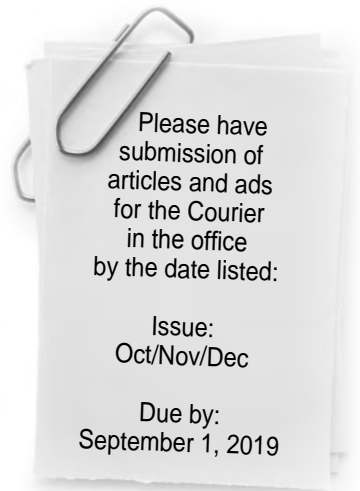 Please have
submission of
articles and ads
for the Courier
in the office
by the date listed:
Issue:
Oct/Nov/Dec
Due by:
September 1, 2019